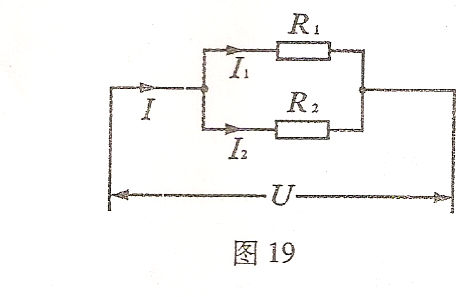 R₁
I₁
I
R₂
I₂
U
图 19